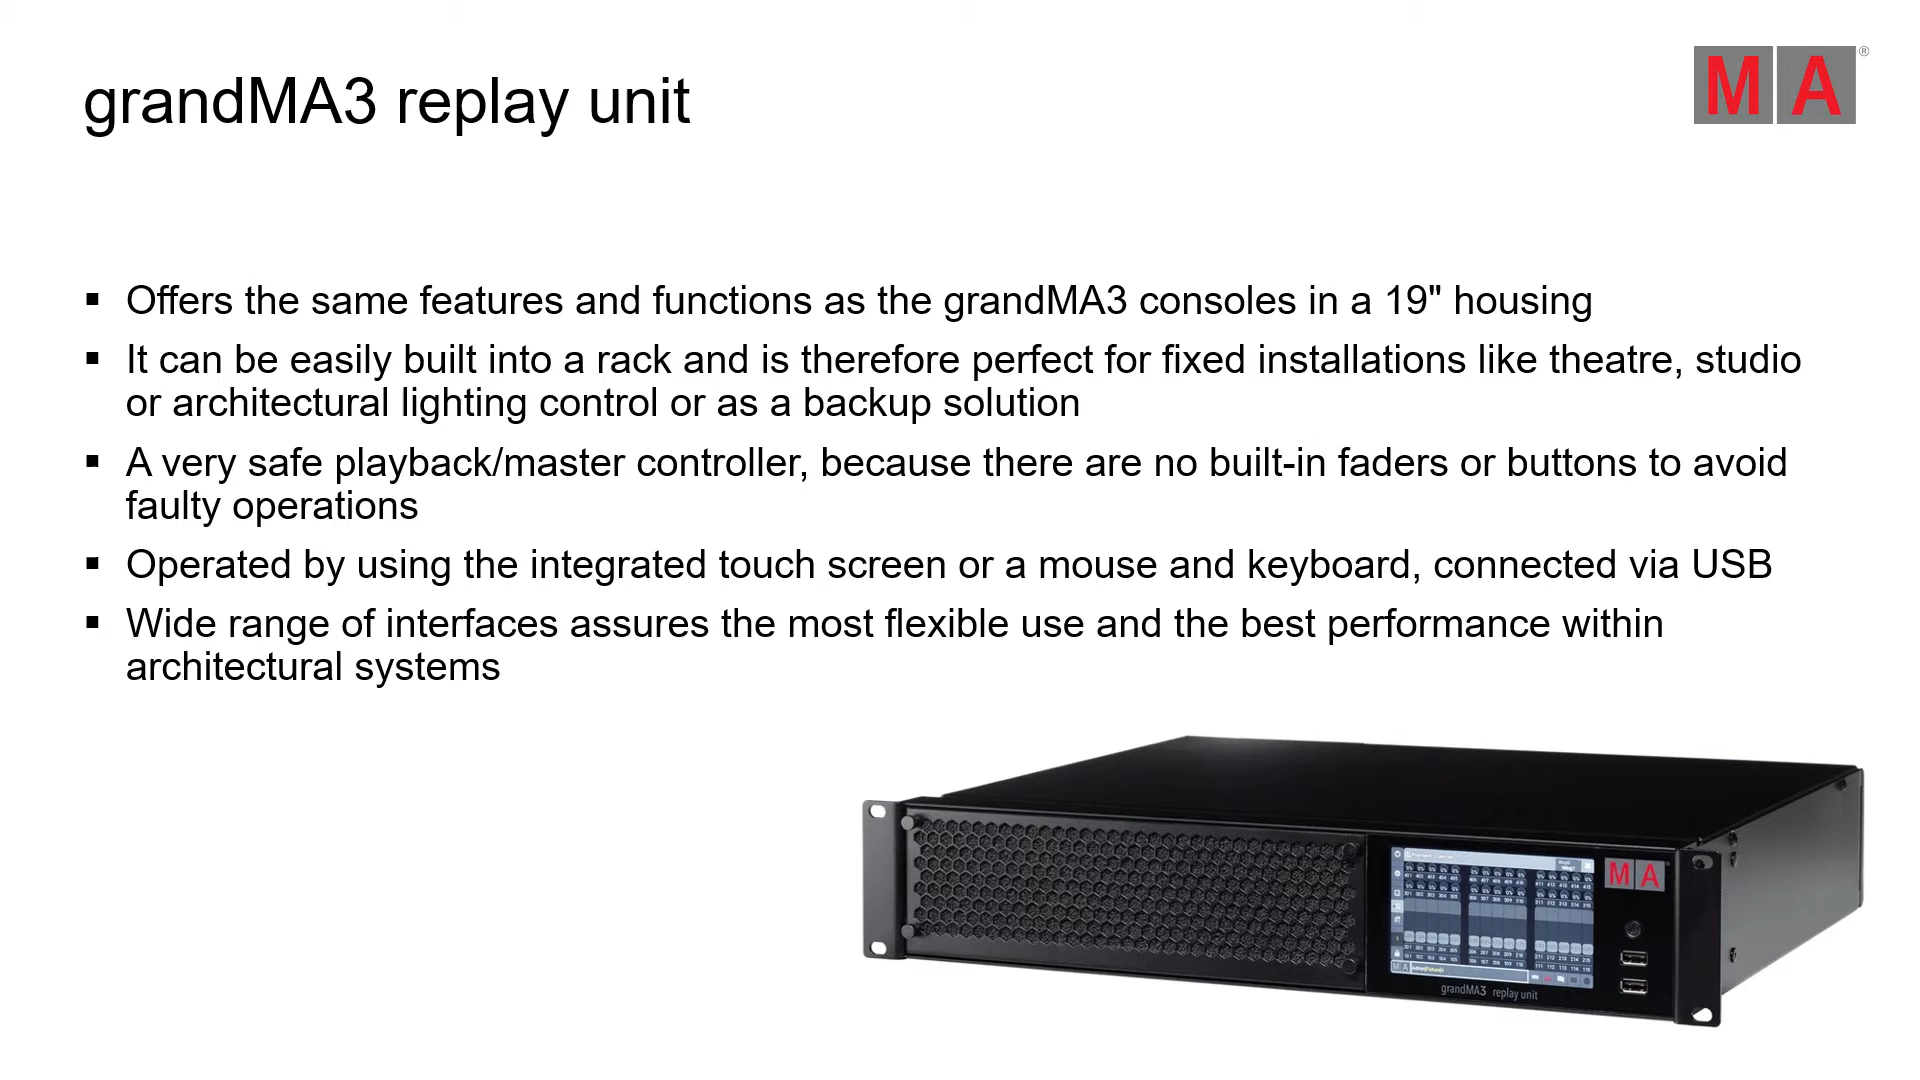 grandMA3 replay unit
M A ®
▪ Offers the same features and functions as the grandMA3 consoles in a 19" housing
▪ It can be easily built into a rack and is therefore perfect for fixed installations like theatre, studio
or architectural lighting control or as a backup solution
▪ A very safe playback/master controller, because there are no built-in faders or buttons to avoid
faulty operations
▪ Operated by using the integrated touch screen or a mouse and keyboard, connected via USB
▪ Wide range of interfaces assures the most flexible use and the best performance within
architectural systems
M A
grandMA3 replay unit